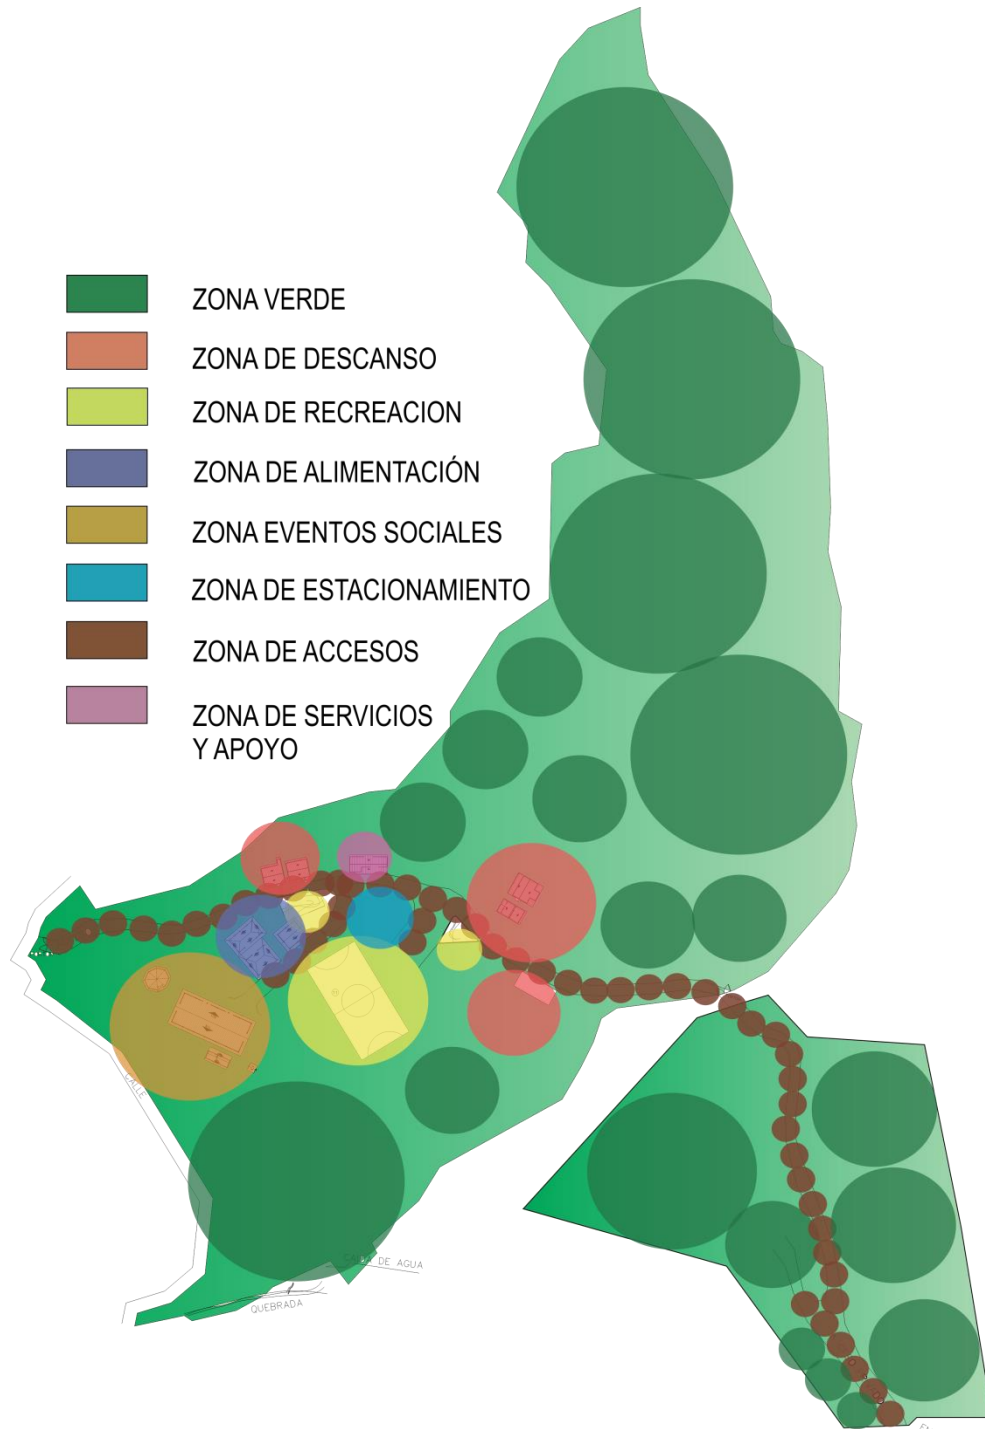 ZONA VERDE
ZONA DE DESCANSO
ZONA DE RECREACION
ZONA DE ALIMENTACIÓN
ZONA EVENTOS SOCIALES
ZONA DE ESTACIONAMIENTO
ZONA DE ACCESOS
ZONA DE SERVICIOS
Y APOYO
CALLE
DE AGUA
QUEBRADA